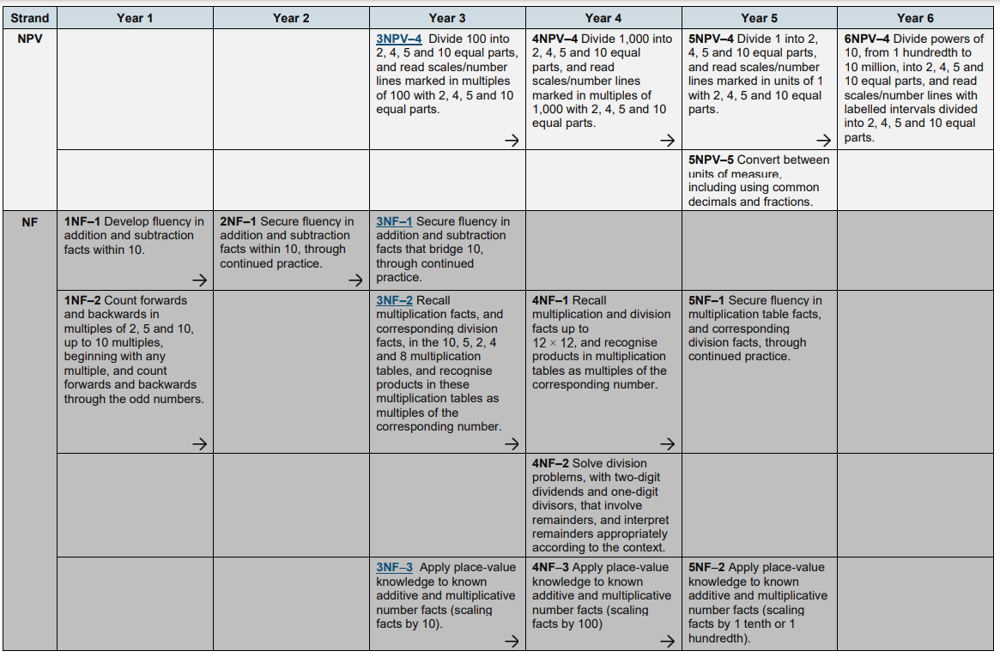 Strand Year 1 Year 2 Year 3 Year 4 Year 5 Year 6
NPV
3NPV–4 Divide 100 into
2, 4, 5 and 10 equal parts,
and read scales/number
lines marked in multiples
of 100 with 2, 4, 5 and 10
equal parts.
→
4NPV–4 Divide 1,000 into
2, 4, 5 and 10 equal
parts, and read
scales/number lines
marked in multiples of
1,000 with 2, 4, 5 and 10
equal parts.
→
5NPV–4 Divide 1 into 2,
4, 5 and 10 equal parts,
and read scales/number
lines marked in units of 1
with 2, 4, 5 and 10 equal
parts.
→
6NPV–4 Divide powers of
10, from 1 hundredth to
10 million, into 2, 4, 5 and
10 equal parts, and read
scales/number lines with
labelled intervals divided
into 2, 4, 5 and 10 equal
parts.
5NPV–5 Convert between
units of measure,
including using common
decimals and fractions.
NF
1NF–1 Develop fluency in
addition and subtraction
facts within 10.
→
2NF–1 Secure fluency in
addition and subtraction
facts within 10, through
continued practice.
→
3NF–1 Secure fluency in
addition and subtraction
facts that bridge 10,
through continued
practice.
1NF–2 Count forwards
and backwards in
multiples of 2, 5 and 10,
up to 10 multiples,
beginning with any
multiple, and count
forwards and backwards
through the odd numbers.
→
3NF–2 Recall
multiplication facts, and
corresponding division
facts, in the 10, 5, 2, 4
and 8 multiplication
tables, and recognise
products in these
multiplication tables as
multiples of the
corresponding number.
→
4NF–1 Recall
multiplication and division
facts up to
12 × 12, and recognise
products in multiplication
tables as multiples of the
corresponding number.
→
5NF–1 Secure fluency in
multiplication table facts,
and corresponding
division facts, through
continued practice.
4NF–2 Solve division
problems, with two-digit
dividends and one-digit
divisors, that involve
remainders, and interpret
remainders appropriately
according to the context.
3NF–3 Apply place-value
knowledge to known
additive and multiplicative
number facts (scaling
facts by 10).
→
4NF–3 Apply place-value
knowledge to known
additive and multiplicative
number facts (scaling
facts by 100)
→
5NF–2 Apply place-value
knowledge to known
additive and multiplicative
number facts (scaling
facts by 1 tenth or 1
hundredth).